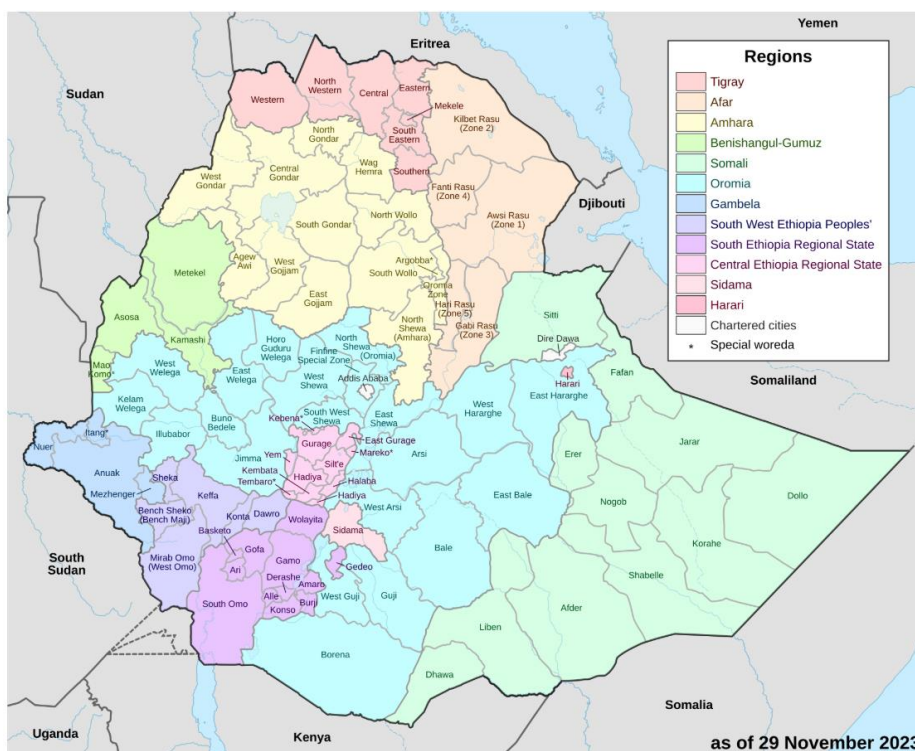 Yemen
Eritrea
Sudan
Regions
Tigray
Afar
Amhara
Benishangul-Gumuz
Somali
Oromia
Gambela
South West Ethiopia Peoples'
South Ethiopia Regional State
Central Ethiopia Regional State
Sidama
Harari
Chartered cities
* Special woreda
Western
North
Western
Central
Eastern
Mekele
South
Eastern
Southern
Kilbet Rasu
(Zone 2)
Fanti Rasu
(Zone 4)
Awsi Rasu
(Zone 1)
Hari Rasu
(Zone 5)
Gabi Rasu
(Zone 3)
Djibouti
North
Gondar
West
Gondar
Central
Gondar
Wag
Hemra
South Gondar
North Wollo
Argobba*
South Wollo
Oromia
Zone
Agew
Awi
West
Gojjam
East
Gojjam
North
Shewa
(Amhara)
Metekel
Asosa
Kamashi
Mao
Komo*
Sitti
Dire Dawa
Harari
East Hararghe
Fafan
Somaliland
Horo
Guduru
Welega
North
Shewa
(Oromia)
Finfine
Special Zone
Addis Ababa
West
Shewa
East
Welega
West
Welega
Kelam
Welega
Buno
Bedele
Illubabor
South West
Shewa
East
Shewa
West
Hararghe
Arsi
Kebena*
Gurage
East Gurage
Mareko*
Jimma
Yem
Silt'e
Kembata
Hadiya
Halaba
Tembaro*
Hadiya
West Arsi
Itang*
Nuer
Anuak
Mezhenger
Sheka
Keffa
Bench Sheko
(Bench Maji)
Konta
Dawro
Wolayita
Sidama
Basketo
Mirab Omo
(West Omo)
Gofa
Gamo
Ari
Gedeo
Derashe
Amaro
Alle
Konso
Burji
South Omo
West Guji
Guji
Borena
Bale
East Bale
Erer
Jarar
Nogob
Dollo
Korahe
Shabelle
Afder
Liben
Dhawa
South
Sudan
Uganda
Kenya
Somalia
as of 29 November 2023